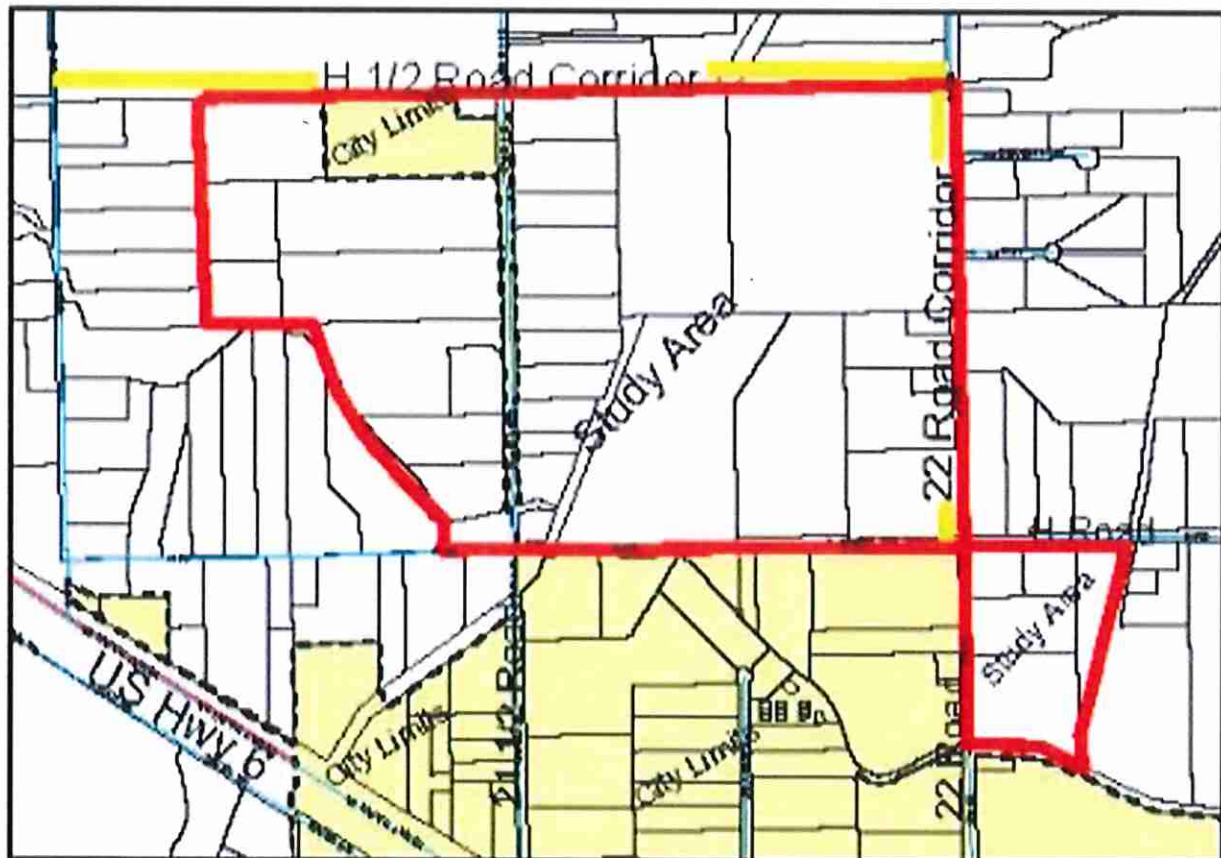 H 1/2 Road Corridor
City Limits
22 Road Corridor
Study Area
H Road
Study Area
US Hwy 6
City Limits
21 1/2 Road
City Limits
22 Road